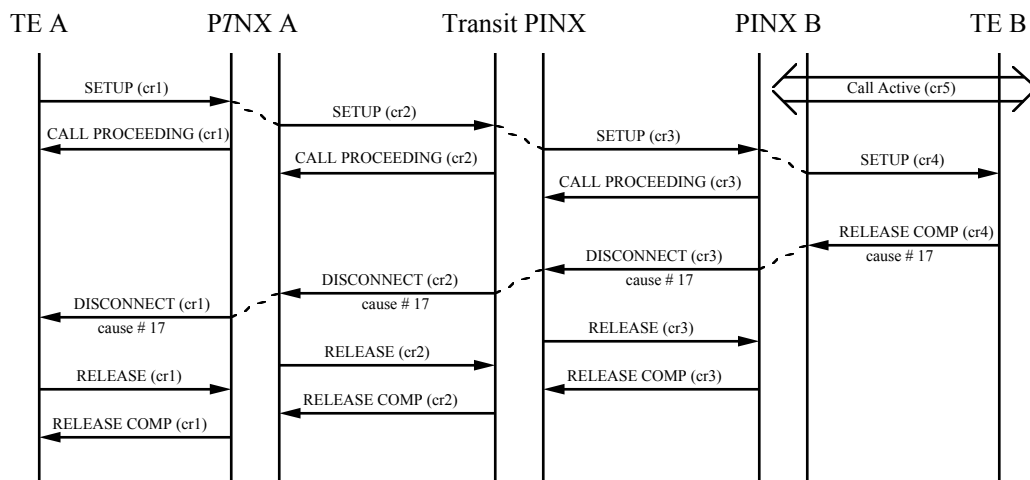 TE A PTNX A Transit PINX PINX B TE B
SETUP (cr1)
Call Active (cr5)
SETUP (cr2)
CALL PROCEEDING (cr1)
SETUP (cr3)
CALL PROCEEDING (cr2)
SETUP (cr4)
CALL PROCEEDING (cr3)
RELEASE COMP (cr4)
cause # 17
DISCONNECT (cr3)
cause # 17
DISCONNECT (cr2)
cause # 17
DISCONNECT (cr1)
cause # 17
RELEASE (cr3)
RELEASE (cr2)
RELEASE (cr1)
RELEASE COMP (cr3)
RELEASE COMP (cr2)
RELEASE COMP (cr1)